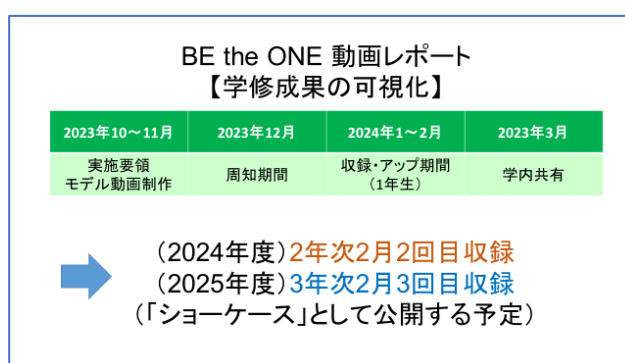 BE the ONE 動画レポート
【学修成果の可視化】
2023年10～11月 2023年12月 2024年1～2月 2023年3月
実施要領 モデル動画制作 周知期間 収録・アップ期間 (1年生) 学内共有
(2024年度)2年次2月2回目収録
(2025年度)3年次2月3回目収録
(「ショーケース」として公開する予定)